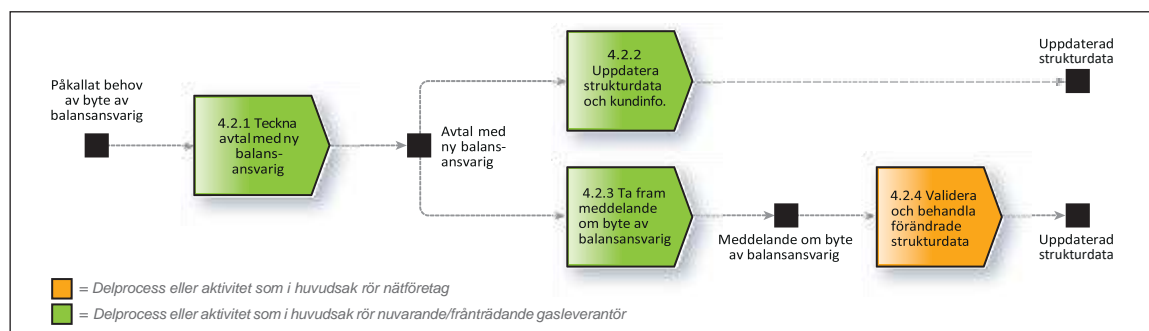 Påkallat behov
av byte av
balansansvarig
4.2.1 Teckna
avtal med ny
balans-
ansvarig
Avtal med
ny balans-
ansvarig
4.2.2
Uppdatera
strukturdata
och kundinfo.
Uppdaterad
strukturdata
4.2.3 Ta fram
meddelande
om byte av
balansansvarig
Meddelande om byte
av balansansvarig
4.2.4 Validera
och behandla
förändrade
strukturdata
Uppdaterad
strukturdata
= Delprocess eller aktivitet som i huvudsak rör nätföretag
= Delprocess eller aktivitet som i huvudsak rör nuvarande/frånträdande gasleverantör